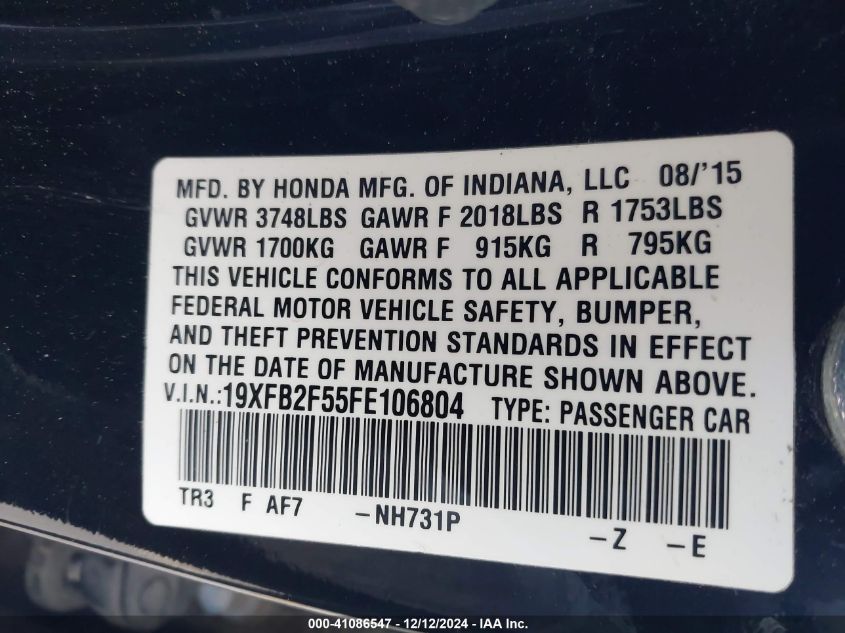 MFD. BY HONDA MFG. OF INDIANA, LLC 08/'15
GVWR 3748LBS GAWR F 2018LBS R 1753LBS
GVWR 1700KG GAWR F 915KG R 795KG
THIS VEHICLE CONFORMS TO ALL APPLICABLE
FEDERAL MOTOR VEHICLE SAFETY, BUMPER,
AND THEFT PREVENTION STANDARDS IN EFFECT
ON THE DATE OF MANUFACTURE SHOWN ABOVE.
V.I.N.:19XFB2F55FE106804 TYPE: PASSENGER CAR
TR3 F AF7 -NH731P -Z -E
000-41086547 - 12/12/2024 - IAA Inc.